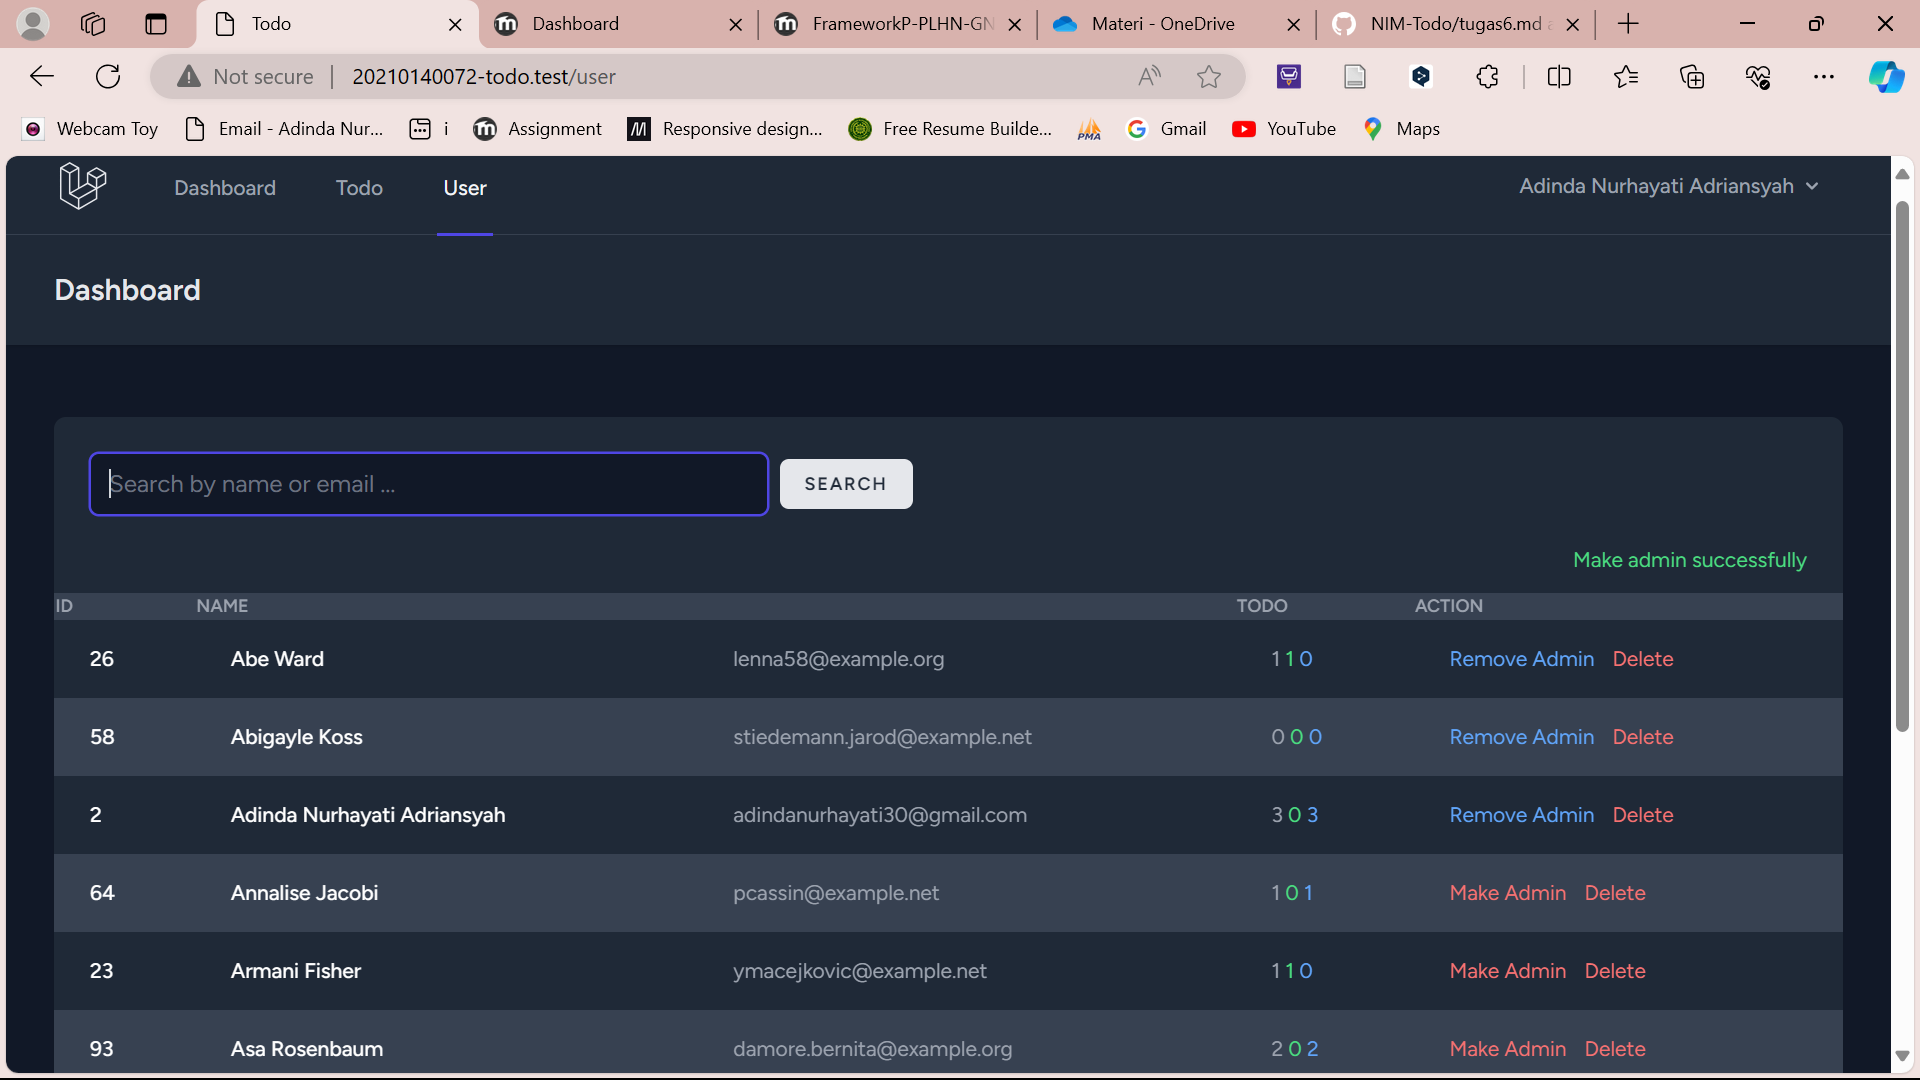 Todo
Dashboard
FrameworkP-PLHN-GN
Materi - OneDrive
NIM-Todo/tugas6.md a
Not secure
20210140072-todo.test/user
Webcam Toy
Email - Adinda Nur...
i
Assignment
Responsive design...
Free Resume Builde...
PMA
Gmail
YouTube
Maps
Dashboard Todo User Adinda Nurhayati Adriansyah
Dashboard
Search by name or email ... SEARCH
Make admin successfully
ID NAME TODO ACTION
26 Abe Ward lenna58@example.org 1 1 0 Remove Admin Delete
58 Abigayle Koss stiedemann.jarod@example.net 0 0 0 Remove Admin Delete
2 Adinda Nurhayati Adriansyah adindanurhayati30@gmail.com 3 0 3 Remove Admin Delete
64 Annalise Jacobi pcassin@example.net 1 0 1 Make Admin Delete
23 Armani Fisher ymacejkovic@example.net 1 1 0 Make Admin Delete
93 Asa Rosenbaum damore.bernita@example.org 2 0 2 Make Admin Delete